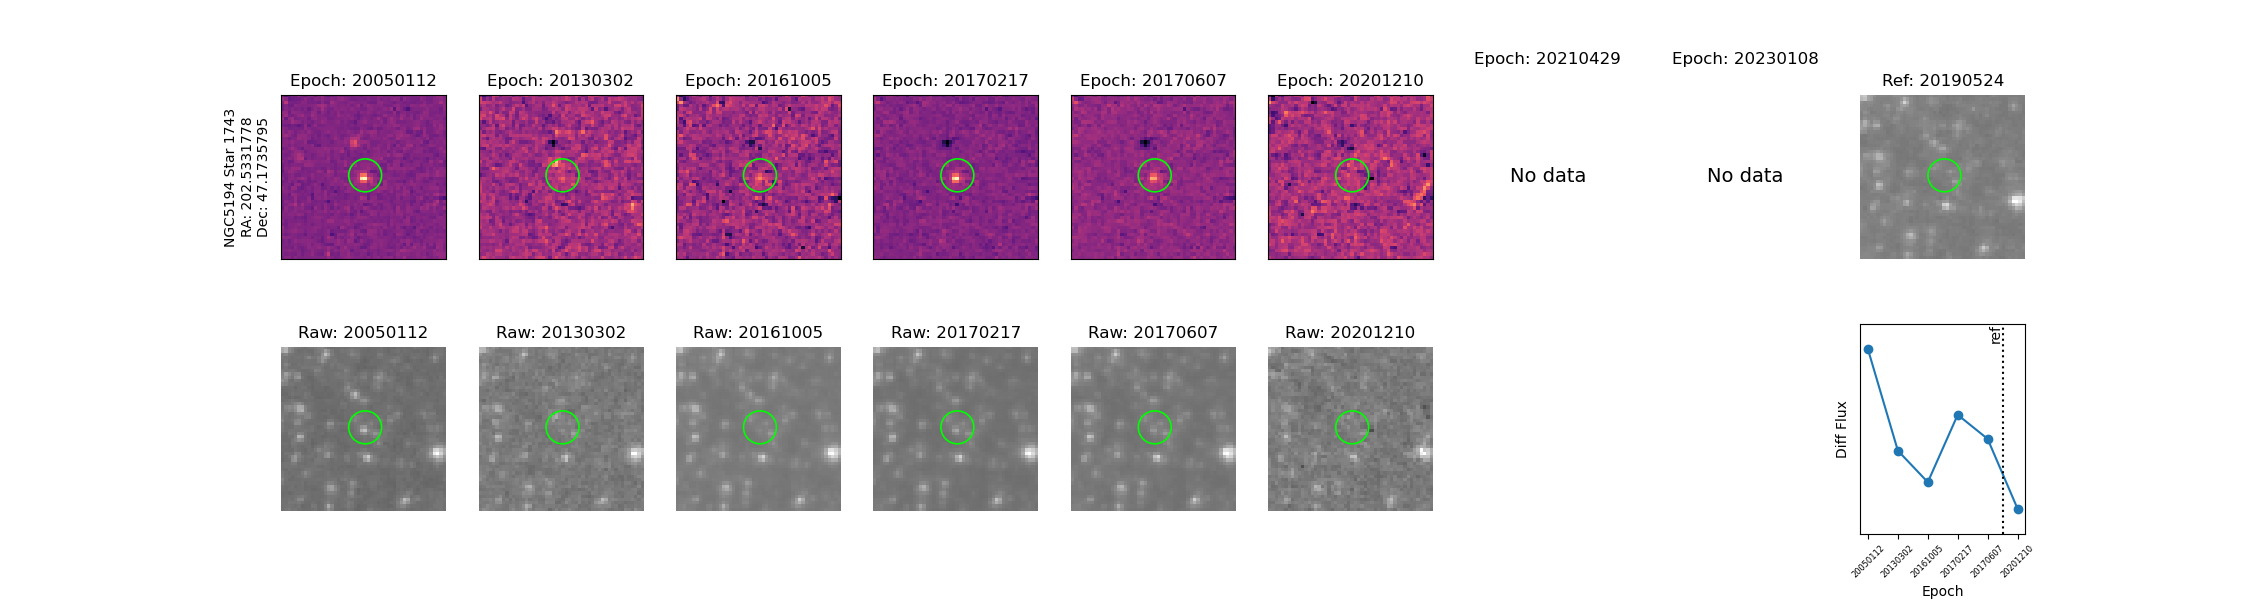 Epoch: 20050112
Epoch: 20130302
Epoch: 20161005
Epoch: 20170217
Epoch: 20170607
Epoch: 20201210
Epoch: 20210429
Epoch: 20230108
Ref: 20190524
NGC5194 Star 1743
RA: 202.5331778
Dec: 47.1735795
No data
No data
Raw: 20050112
Raw: 20130302
Raw: 20161005
Raw: 20170217
Raw: 20170607
Raw: 20201210
ref
Diff Flux
20050112
20130302
20161005
20170217
20170607
20201210
Epoch